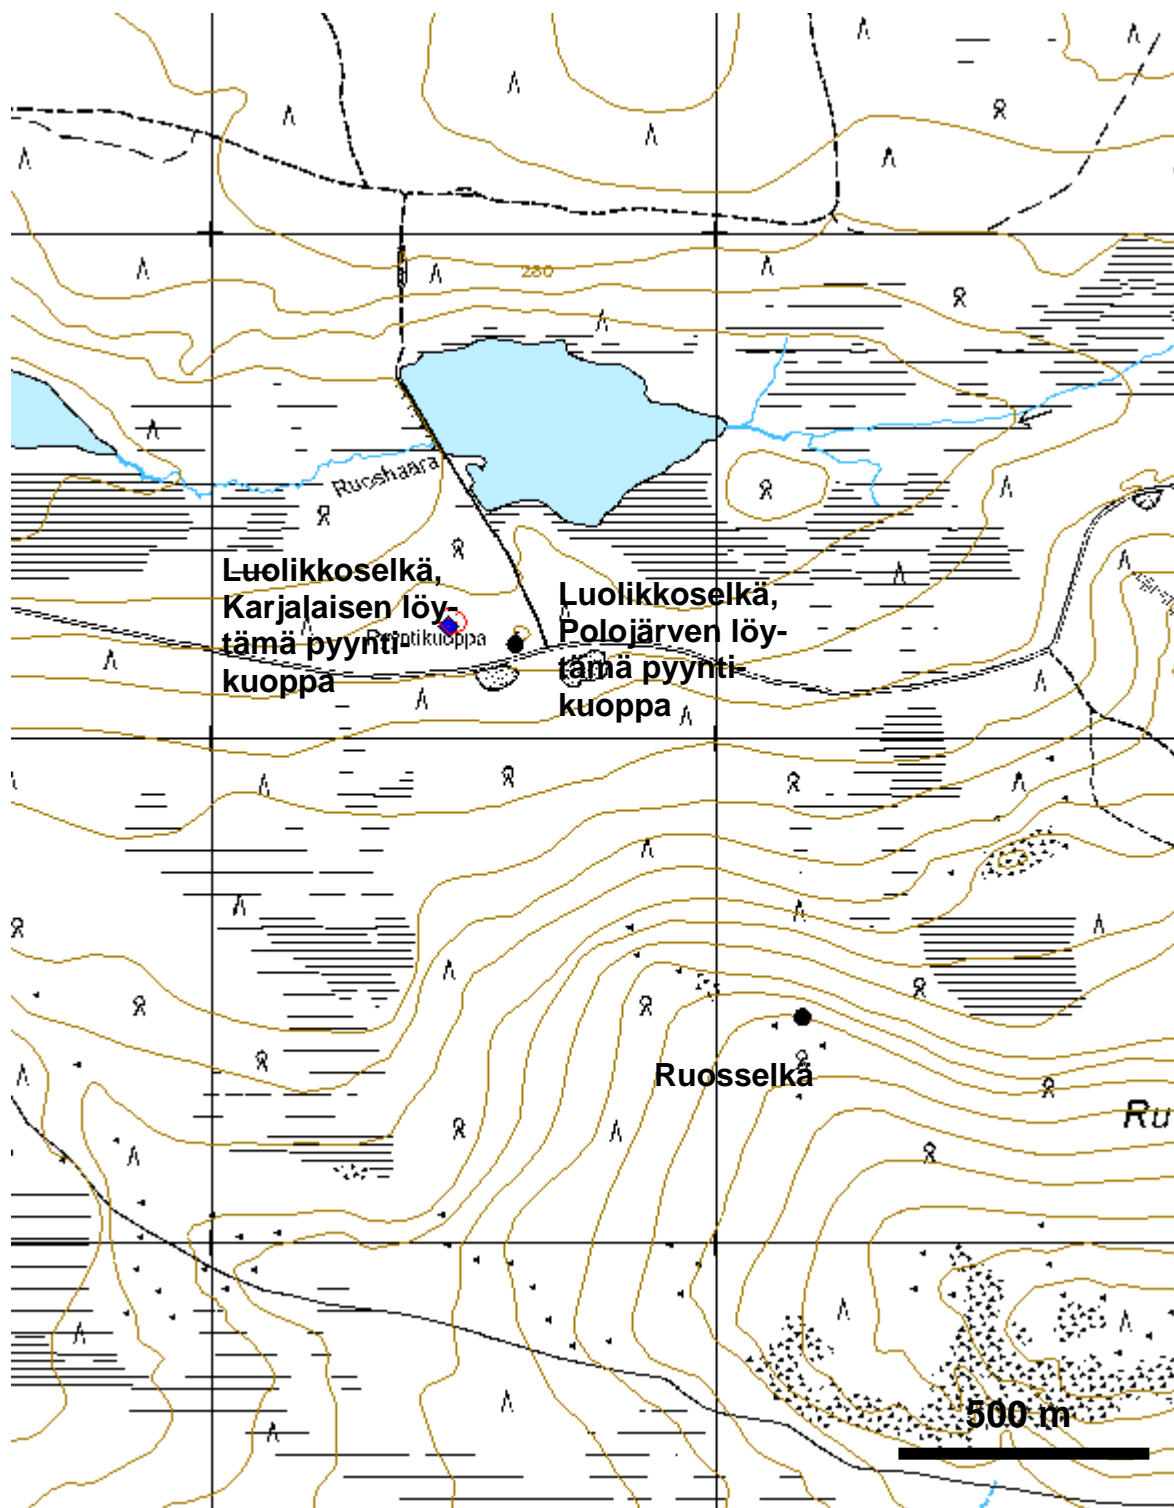 280
Ruoshaara
Luolikkoselkä,
Karjalaisen löy-
tämä pyynti-
kuoppa
Pyyntikuoppa
Luolikkoselkä,
Polojärven löy-
tämä pyynti-
kuoppa
Ruosselkä
Ru
500 m